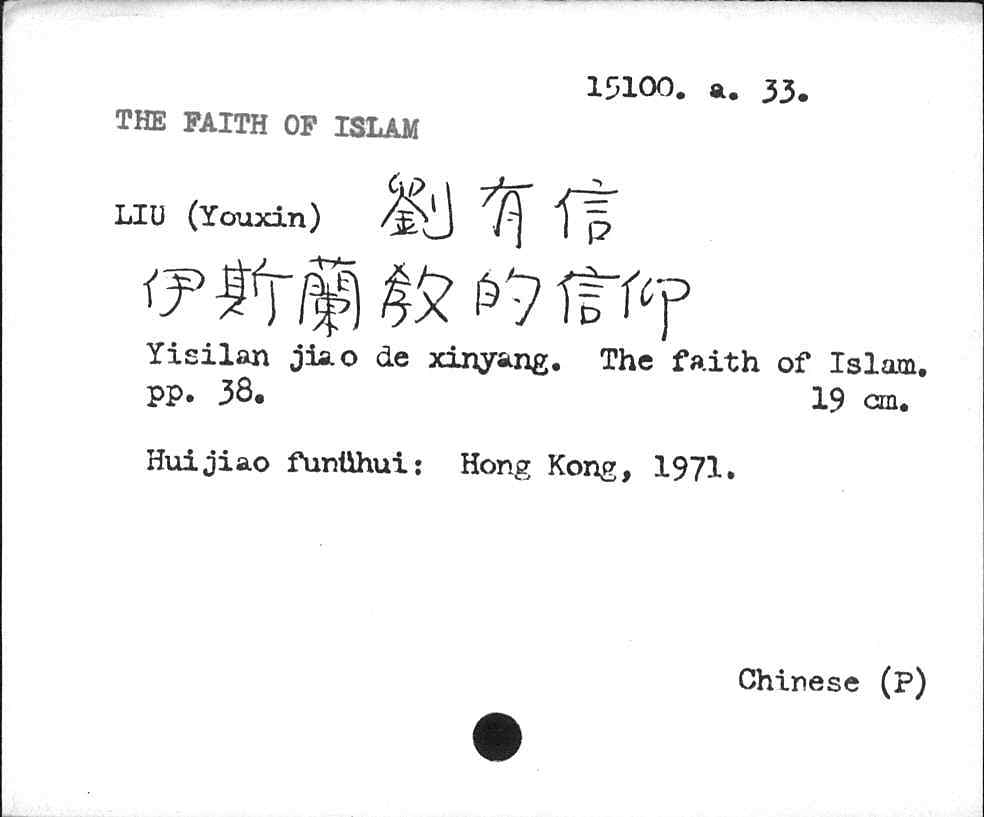 15100. a. 33.
THE FAITH OF ISLAM
LIU (Youxin) 劉有信
伊斯蘭教的信仰
Yisilan jiao de xinyang. The faith of Islam.
pp. 38. 19 cm.
Huijiao funühui: Hong Kong, 1971.
Chinese (P)